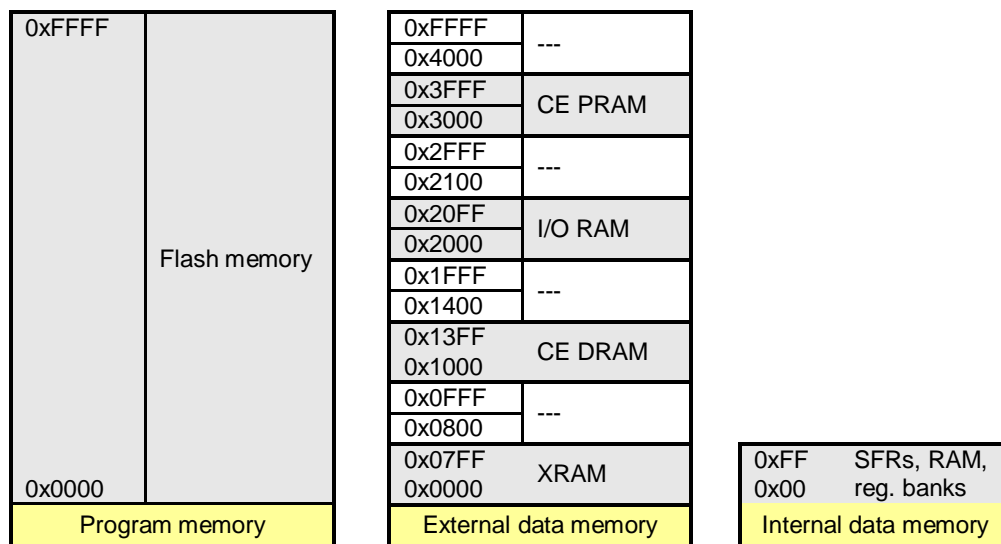 0xFFFF
Flash memory
0x0000
Program memory
0xFFFF
---
0x4000
0x3FFF
CE PRAM
0x3000
0x2FFF
---
0x2100
0x20FF
I/O RAM
0x2000
0x1FFF
---
0x1400
0x13FF
CE DRAM
0x1000
0x0FFF
---
0x0800
0x07FF
XRAM
0x0000
External data memory
0xFF SFRs, RAM,
0x00 reg. banks
Internal data memory